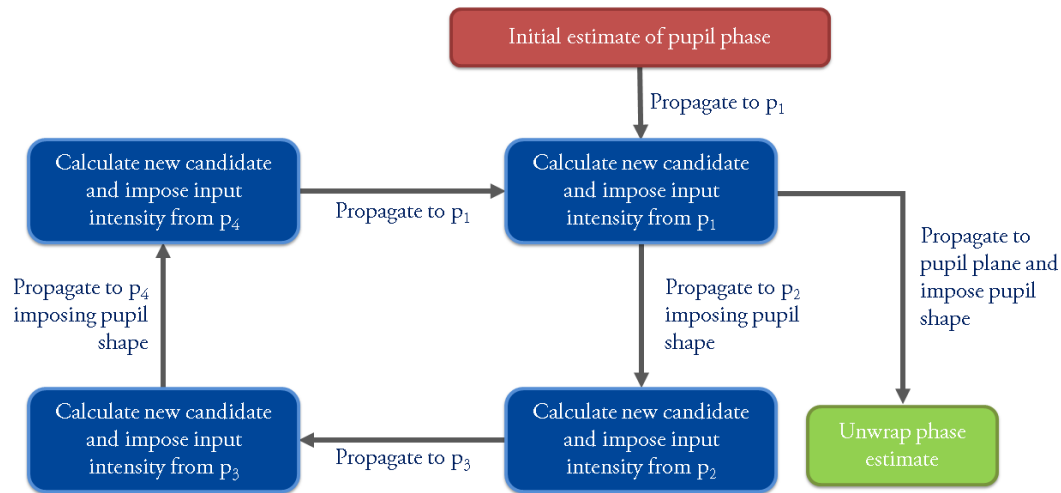 Initial estimate of pupil phase
Propagate to p₁
Calculate new candidate
and impose input
intensity from p₄
Propagate to p₁
Calculate new candidate
and impose input
intensity from p₁
Propagate to
pupil plane and
impose pupil
shape
Propagate to p₄
imposing pupil
shape
Propagate to p₂
imposing pupil
shape
Calculate new candidate
and impose input
intensity from p₃
Propagate to p₃
Calculate new candidate
and impose input
intensity from p₂
Unwrap phase
estimate